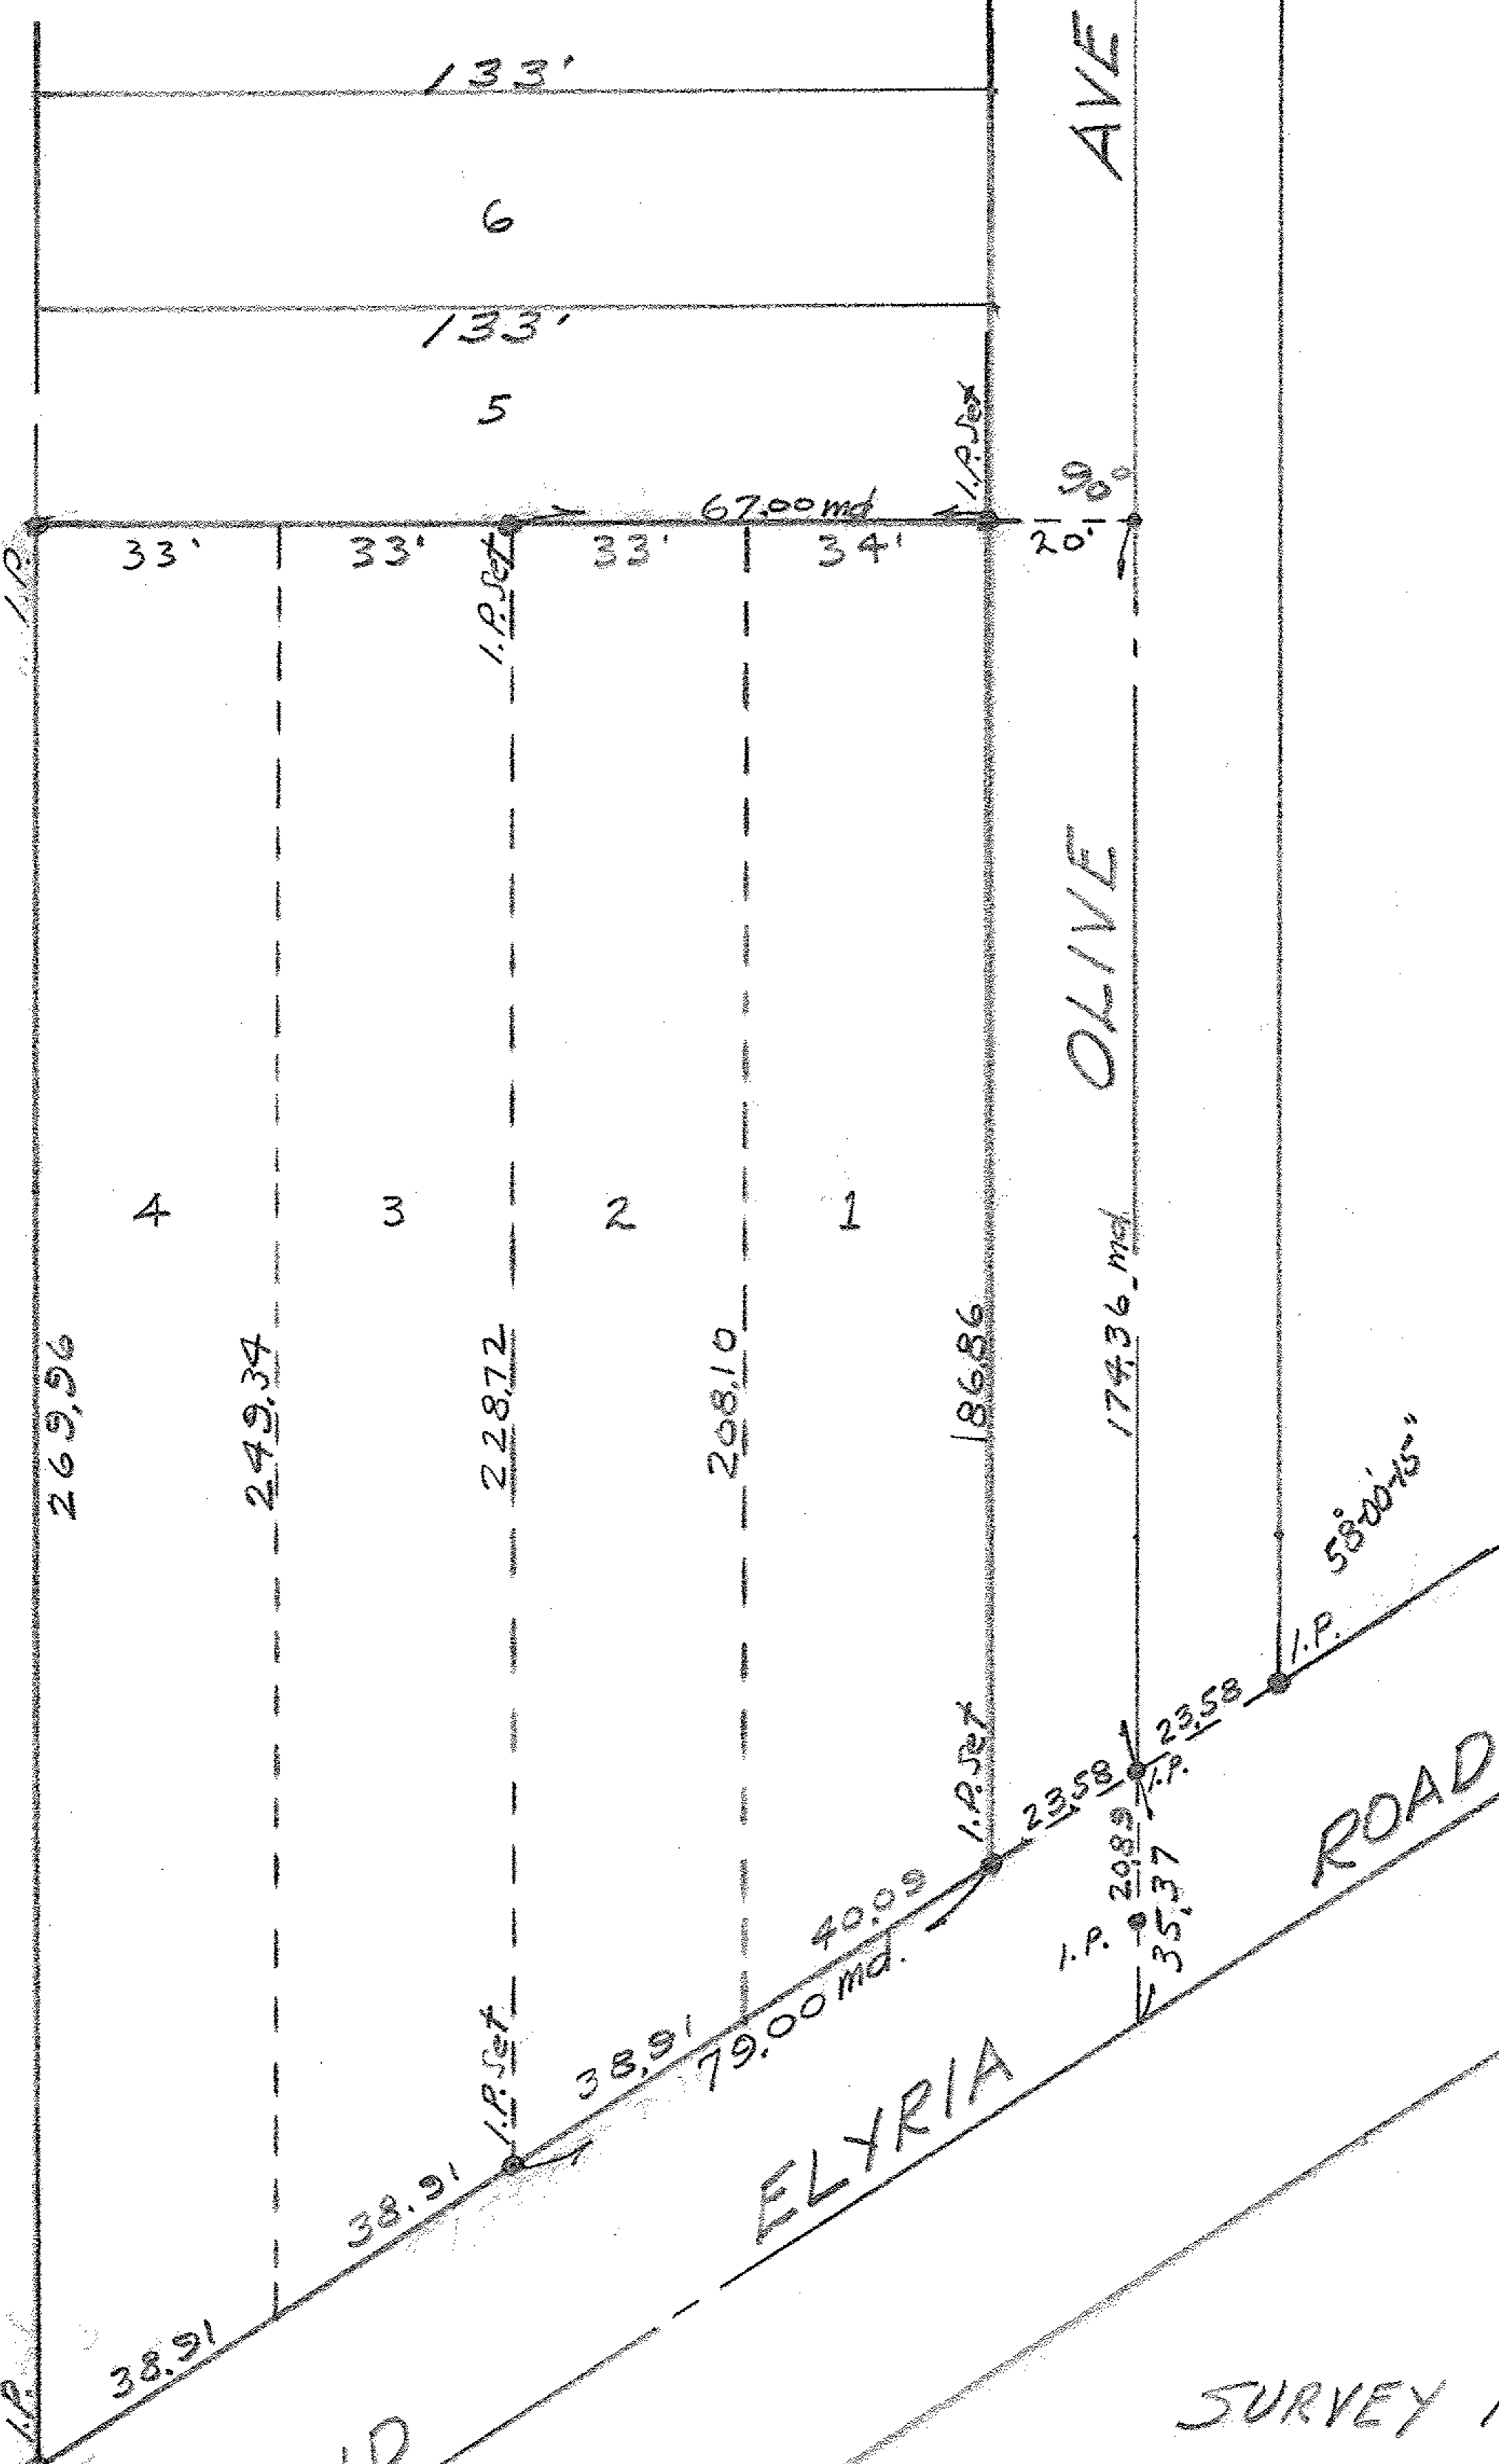 133'
AVE
6
133'
5
I.P. Set
90°
67.00 md
I.P.
33'
33'
I.P. Set
33'
34'
20.
OLIVE
4
3
2
1
269.96
249.34
228.72
208.10
186.86
174.36 md
58°-00'-15"
I.P.
23.58
I.P. Set
23.58
I.P.
20.89
35.37
I.P.
ROAD
40.09
79.00 md.
38.91
I.P. Set
ELYRIA
38.91
38.91
I.P.
SURVEY